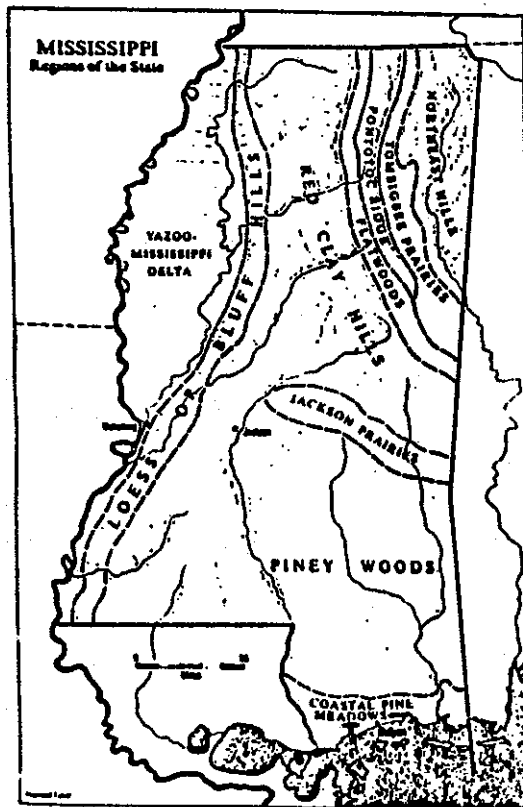 MISSISSIPPI
Regions of the State
YAZOO-
MISSISSIPPI
DELTA
LOESS OR BLUFF HILLS
RED CLAY HILLS
FLATWOODS
PONTOTOC RIDGE
TOMBIGBEE PRAIRIES
NORTHEAST HILLS
JACKSON PRAIRIES
PINEY WOODS
COASTAL PINE
MEADOWS